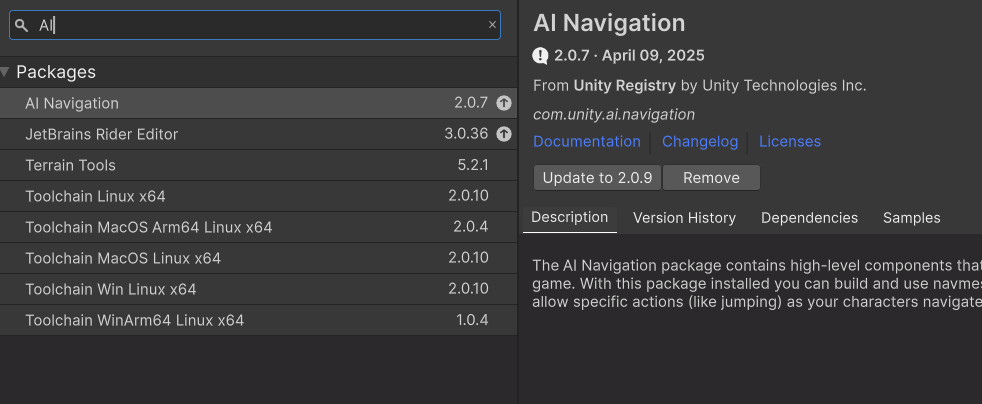 AI
Packages
AI Navigation 2.0.7
JetBrains Rider Editor 3.0.36
Terrain Tools 5.2.1
Toolchain Linux x64 2.0.10
Toolchain MacOS Arm64 Linux x64 2.0.4
Toolchain MacOS Linux x64 2.0.10
Toolchain Win Linux x64 2.0.10
Toolchain WinArm64 Linux x64 1.0.4
AI Navigation
2.0.7 · April 09, 2025
From Unity Registry by Unity Technologies Inc.
com.unity.ai.navigation
Documentation Changelog Licenses
Update to 2.0.9 Remove
Description Version History Dependencies Samples
The AI Navigation package contains high-level components that
game. With this package installed you can build and use navmes
allow specific actions (like jumping) as your characters navigate